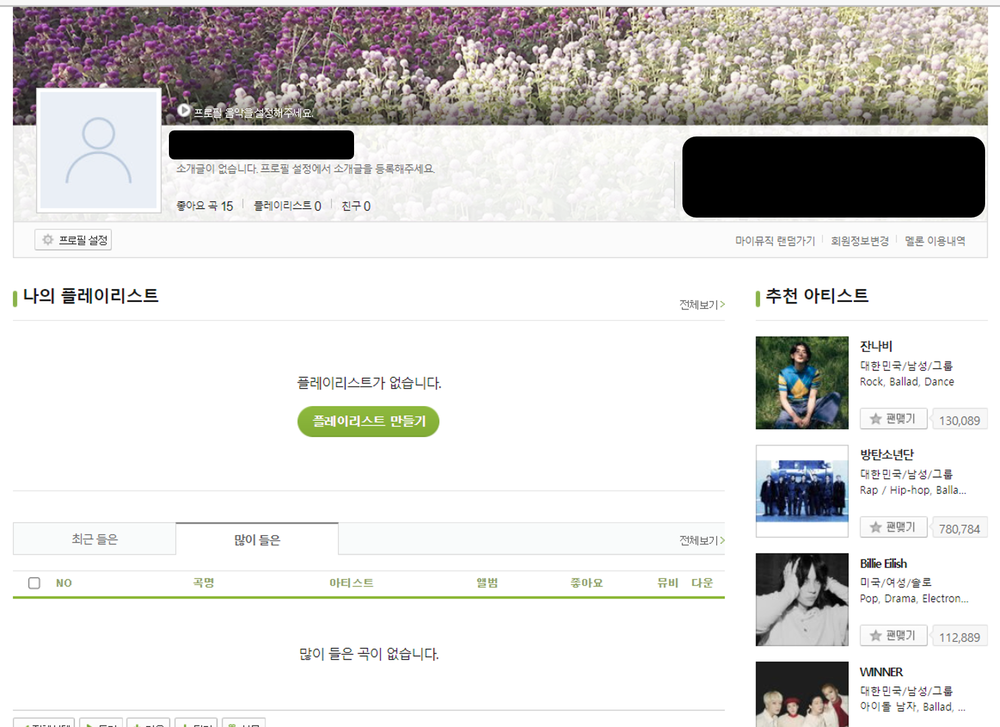 프로필 음악을 설정해주세요.
소개글이 없습니다. 프로필 설정에서 소개글을 등록해주세요.
좋아요 곡 15 플레이리스트 0 친구 0
프로필 설정
마이뮤직 랜덤가기 회원정보변경 멜론 이용내역
나의 플레이리스트
전체보기
플레이리스트가 없습니다.
플레이리스트 만들기
최근 들은 많이 들은 전체보기
NO 곡명 아티스트 앨범 좋아요 뮤비 다운
많이 들은 곡이 없습니다.
추천 아티스트
잔나비
대한민국/남성/그룹
Rock, Ballad, Dance
팬맺기 130,089
방탄소년단
대한민국/남성/그룹
Rap / Hip-hop, Balla...
팬맺기 780,784
Billie Eilish
미국/여성/솔로
Pop, Drama, Electron...
팬맺기 112,889
WINNER
대한민국/남성/그룹
아이돌 남자, Ballad, ...